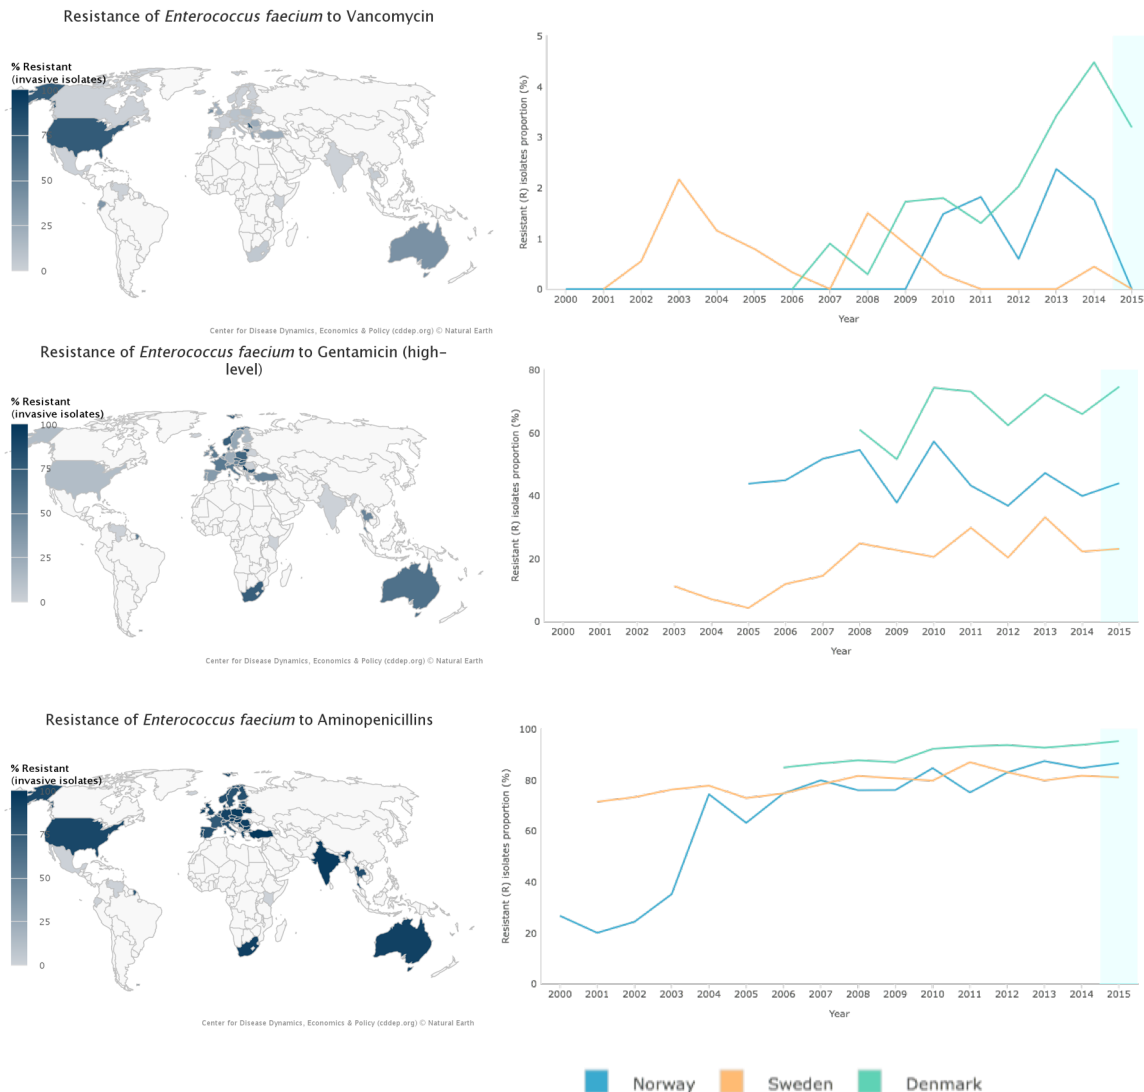 Resistance of Enterococcus faecium to Vancomycin
% Resistant
(invasive isolates)
75
50
25
0
Center for Disease Dynamics, Economics & Policy (cddep.org) © Natural Earth
Resistant (R) isolates proportion (%)
5
4
3
2
1
0
2000 2001 2002 2003 2004 2005 2006 2007 2008 2009 2010 2011 2012 2013 2014 2015
Year
Resistance of Enterococcus faecium to Gentamicin (high-
level)
% Resistant
(invasive isolates)
100
75
50
25
0
Center for Disease Dynamics, Economics & Policy (cddep.org) © Natural Earth
Resistant (R) isolates proportion (%)
80
60
40
20
0
2000 2001 2002 2003 2004 2005 2006 2007 2008 2009 2010 2011 2012 2013 2014 2015
Year
Resistance of Enterococcus faecium to Aminopenicillins
% Resistant
(invasive isolates)
50
25
0
Center for Disease Dynamics, Economics & Policy (cddep.org) © Natural Earth
Resistant (R) isolates proportion (%)
100
80
60
40
20
0
2000 2001 2002 2003 2004 2005 2006 2007 2008 2009 2010 2011 2012 2013 2014 2015
Year
Norway Sweden Denmark